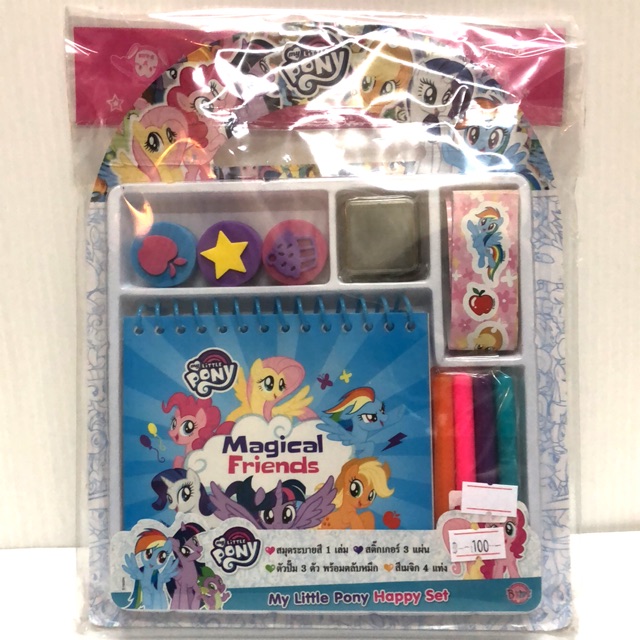 my LITTLE
PONY
my LITTLE
PONY
Magical
Friends
my LITTLE
PONY
สมุดระบายสี 1 เล่ม สติ๊กเกอร์ 3 แผ่น
ตัวปั๊ม 3 ตัว พร้อมตลับหมึก สีเมจิก 4 แท่ง
My Little Pony Happy Set
100